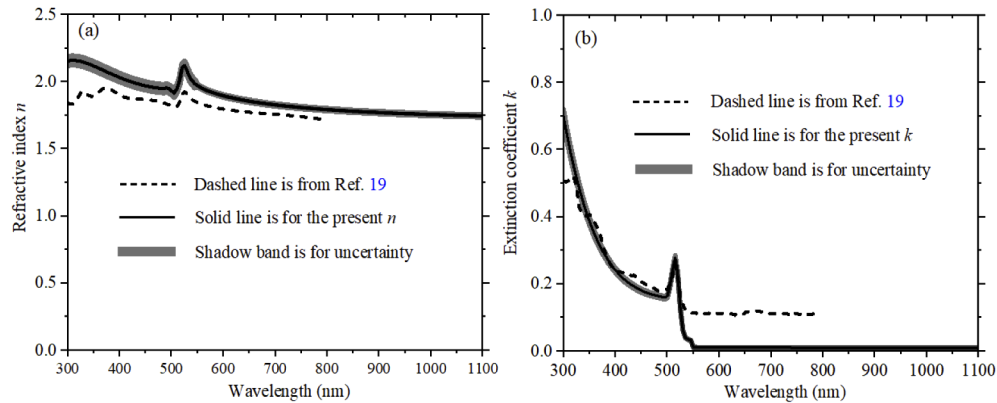 (a)
2.5
2.0
1.5
1.0
0.5
0.0
Refractive index n
Dashed line is from Ref. 19
Solid line is for the present n
Shadow band is for uncertainty
300 400 500 600 700 800 900 1000 1100
Wavelength (nm)
(b)
1.0
0.8
0.6
0.4
0.2
0.0
Extinction coefficient k
Dashed line is from Ref. 19
Solid line is for the present k
Shadow band is for uncertainty
300 400 500 600 700 800 900 1000 1100
Wavelength (nm)